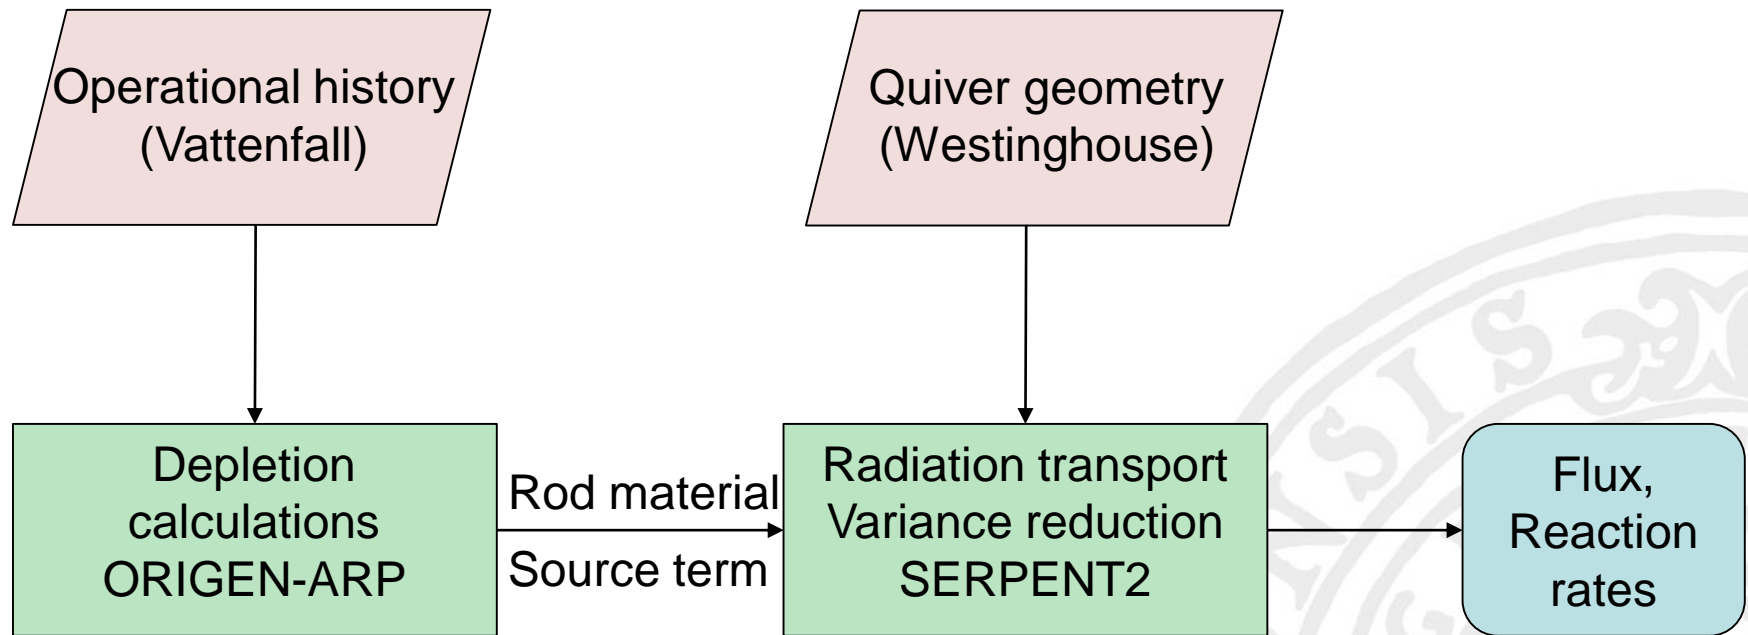 Operational history
(Vattenfall)
Quiver geometry
(Westinghouse)
Depletion
calculations
ORIGEN-ARP
Rod material
Source term
Radiation transport
Variance reduction
SERPENT2
Flux,
Reaction
rates
NSIS